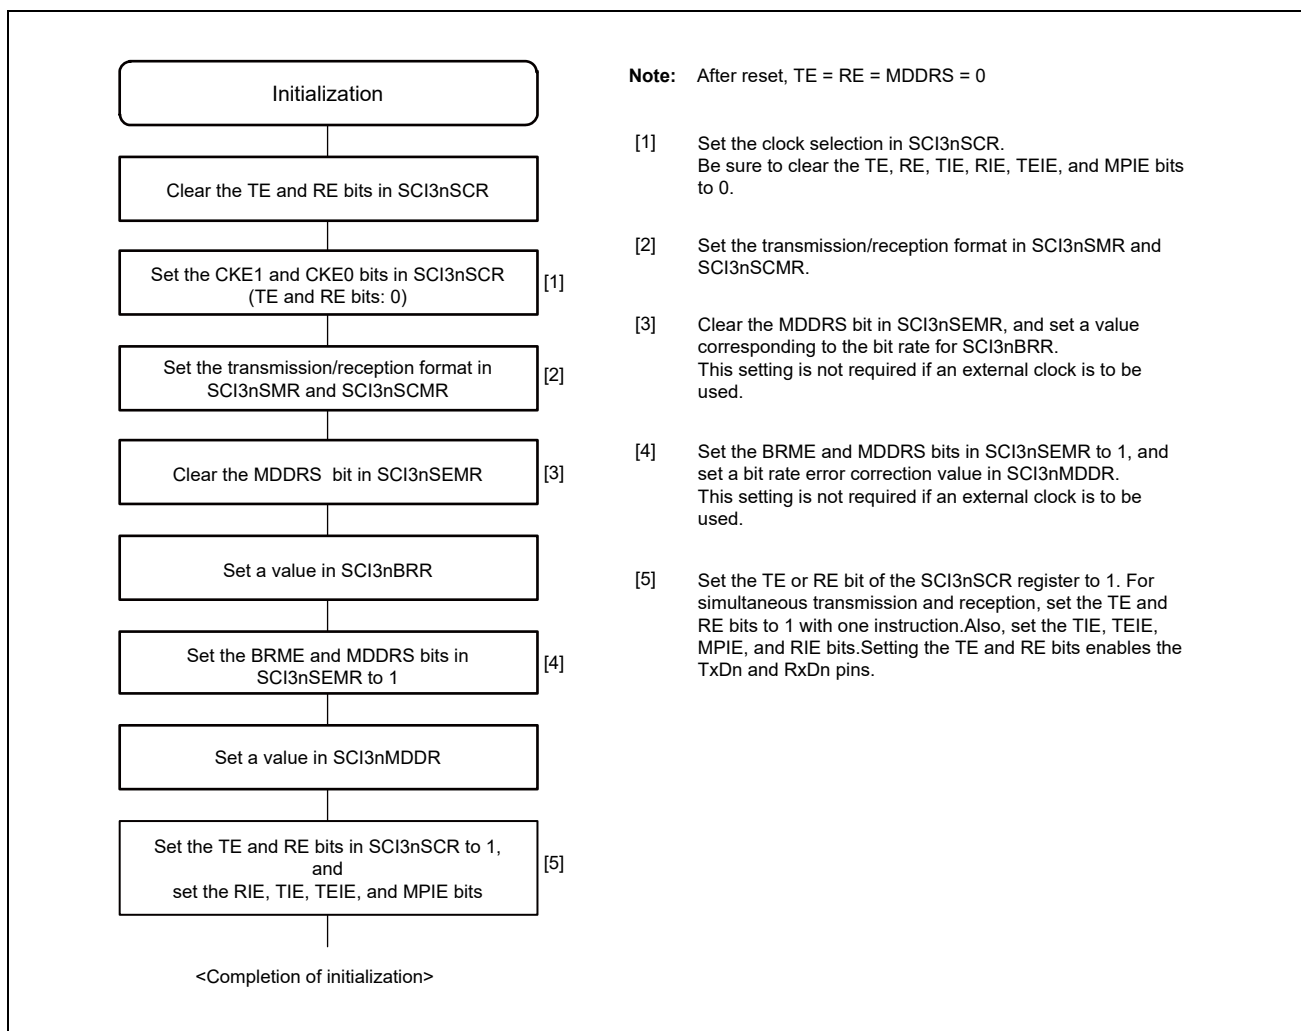 Initialization
Clear the TE and RE bits in SCI3nSCR
Set the CKE1 and CKE0 bits in SCI3nSCR
(TE and RE bits: 0)
[1]
Set the transmission/reception format in
SCI3nSMR and SCI3nSCMR
[2]
Clear the MDDRS  bit in SCI3nSEMR
[3]
Set a value in SCI3nBRR
Set the BRME and MDDRS bits in
SCI3nSEMR to 1
[4]
Set a value in SCI3nMDDR
Set the TE and RE bits in SCI3nSCR to 1,
and
set the RIE, TIE, TEIE, and MPIE bits
[5]
<Completion of initialization>
Note: After reset, TE = RE = MDDRS = 0
[1] Set the clock selection in SCI3nSCR.
Be sure to clear the TE, RE, TIE, RIE, TEIE, and MPIE bits
to 0.
[2] Set the transmission/reception format in SCI3nSMR and
SCI3nSCMR.
[3] Clear the MDDRS bit in SCI3nSEMR, and set a value
corresponding to the bit rate for SCI3nBRR.
This setting is not required if an external clock is to be
used.
[4] Set the BRME and MDDRS bits in SCI3nSEMR to 1, and
set a bit rate error correction value in SCI3nMDDR.
This setting is not required if an external clock is to be
used.
[5] Set the TE or RE bit of the SCI3nSCR register to 1. For
simultaneous transmission and reception, set the TE and
RE bits to 1 with one instruction.Also, set the TIE, TEIE,
MPIE, and RIE bits.Setting the TE and RE bits enables the
TxDn and RxDn pins.